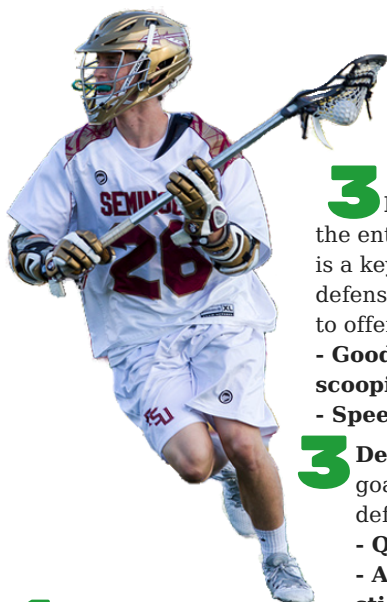 SEMINO
26
XL
FSU
3
the ent
is a key
defens
to offe
- Good
scoopi
- Spee
3 De
goa
def
- Q
- A
sti